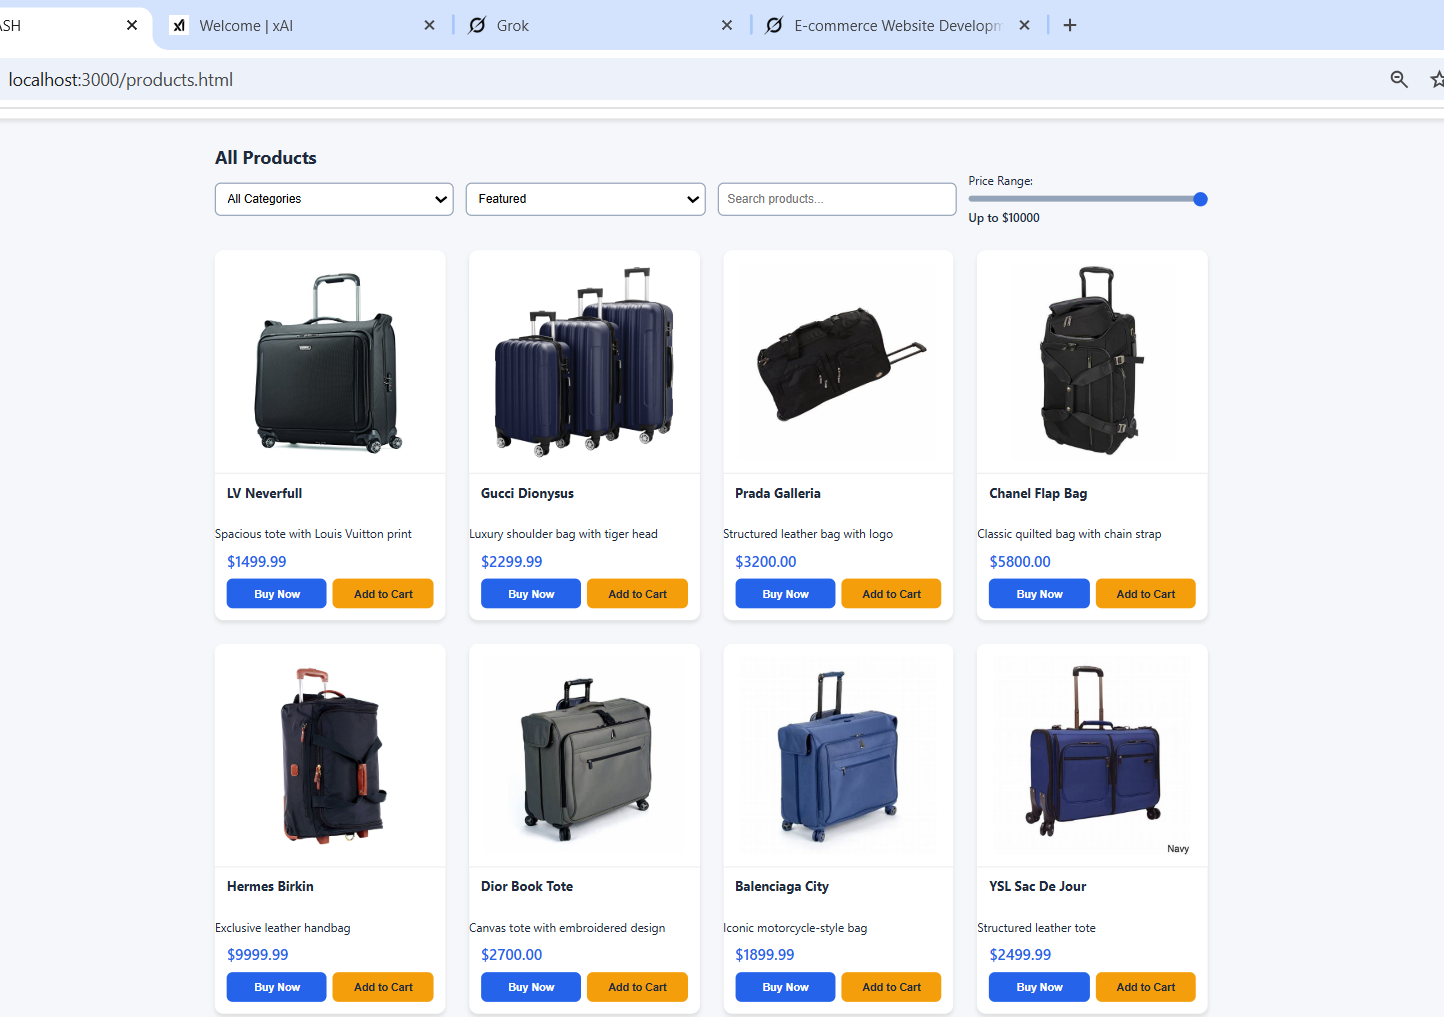 ASH
Welcome | xAI
Grok
E-commerce Website Developm
localhost:3000/products.html
All Products
All Categories
Featured
Search products...
Price Range:
Up to $10000
LV Neverfull
Gucci Dionysus
Prada Galleria
Chanel Flap Bag
Spacious tote with Louis Vuitton print
Luxury shoulder bag with tiger head
Structured leather bag with logo
Classic quilted bag with chain strap
$1499.99
$2299.99
$3200.00
$5800.00
Buy Now Add to Cart
Buy Now Add to Cart
Buy Now Add to Cart
Buy Now Add to Cart
Navy
Hermes Birkin
Dior Book Tote
Balenciaga City
YSL Sac De Jour
Exclusive leather handbag
Canvas tote with embroidered design
Iconic motorcycle-style bag
Structured leather tote
$9999.99
$2700.00
$1899.99
$2499.99
Buy Now Add to Cart
Buy Now Add to Cart
Buy Now Add to Cart
Buy Now Add to Cart